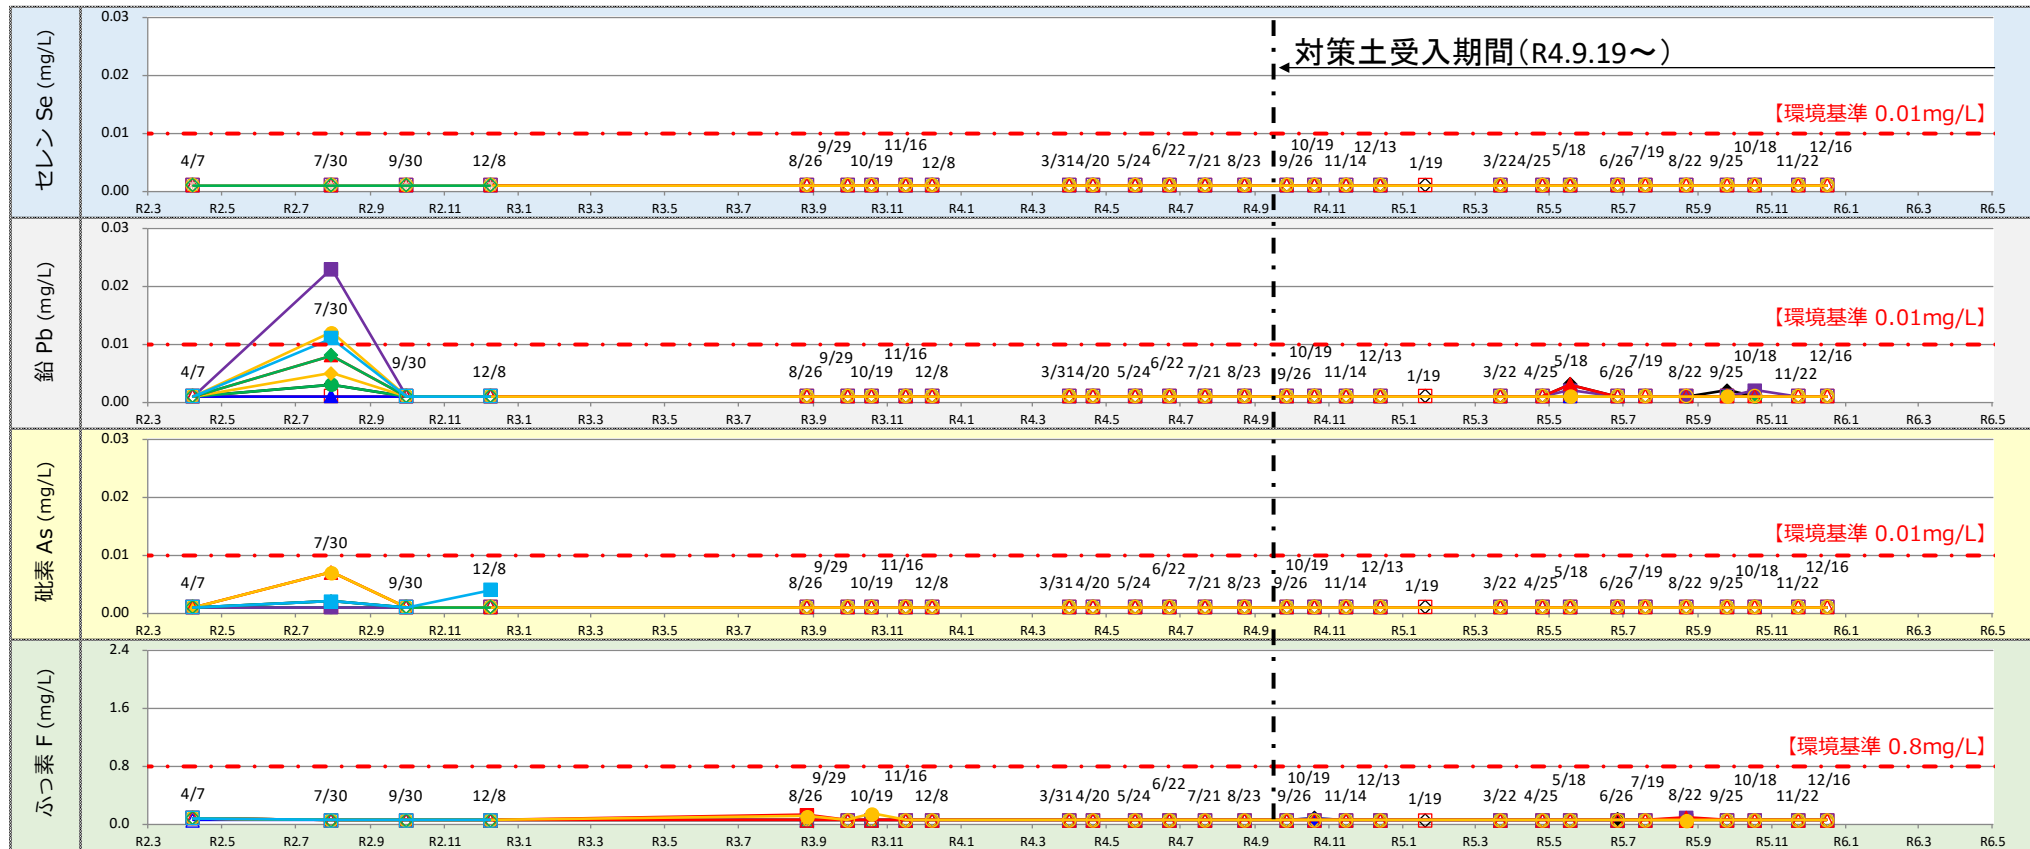 セレン Se (mg/L)
0.03
対策土受入期間(R4.9.19～)
0.02
【環境基準 0.01mg/L】
0.01
4/7 7/30 9/30 12/8 8/26 9/29 10/19 11/16 12/8 3/31 4/20 5/24 6/22 7/21 8/23 9/26 10/19 11/14 12/13 1/19 3/22 4/25 5/18 6/26 7/19 8/22 9/25 10/18 11/22 12/16
0.00
R2.3 R2.5 R2.7 R2.9 R2.11 R3.1 R3.3 R3.5 R3.7 R3.9 R3.11 R4.1 R4.3 R4.5 R4.7 R4.9 R4.11 R5.1 R5.3 R5.5 R5.7 R5.9 R5.11 R6.1 R6.3 R6.5
鉛 Pb (mg/L)
0.03
0.02
【環境基準 0.01mg/L】
0.01
4/7 7/30 9/30 12/8 8/26 9/29 10/19 11/16 12/8 3/31 4/20 5/24 6/22 7/21 8/23 9/26 10/19 11/14 12/13 1/19 3/22 4/25 5/18 6/26 7/19 8/22 9/25 10/18 11/22 12/16
0.00
R2.3 R2.5 R2.7 R2.9 R2.11 R3.1 R3.3 R3.5 R3.7 R3.9 R3.11 R4.1 R4.3 R4.5 R4.7 R4.9 R4.11 R5.1 R5.3 R5.5 R5.7 R5.9 R5.11 R6.1 R6.3 R6.5
砒素 As (mg/L)
0.03
0.02
【環境基準 0.01mg/L】
0.01
4/7 7/30 9/30 12/8 8/26 9/29 10/19 11/16 12/8 3/31 4/20 5/24 6/22 7/21 8/23 9/26 10/19 11/14 12/13 1/19 3/22 4/25 5/18 6/26 7/19 8/22 9/25 10/18 11/22 12/16
0.00
R2.3 R2.5 R2.7 R2.9 R2.11 R3.1 R3.3 R3.5 R3.7 R3.9 R3.11 R4.1 R4.3 R4.5 R4.7 R4.9 R4.11 R5.1 R5.3 R5.5 R5.7 R5.9 R5.11 R6.1 R6.3 R6.5
ふっ素 F (mg/L)
2.4
1.6
【環境基準 0.8mg/L】
0.8
4/7 7/30 9/30 12/8 8/26 9/29 10/19 11/16 12/8 3/31 4/20 5/24 6/22 7/21 8/23 9/26 10/19 11/14 12/13 1/19 3/22 4/25 5/18 6/26 7/19 8/22 9/25 10/18 11/22 12/16
0.0
R2.3 R2.5 R2.7 R2.9 R2.11 R3.1 R3.3 R3.5 R3.7 R3.9 R3.11 R4.1 R4.3 R4.5 R4.7 R4.9 R4.11 R5.1 R5.3 R5.5 R5.7 R5.9 R5.11 R6.1 R6.3 R6.5